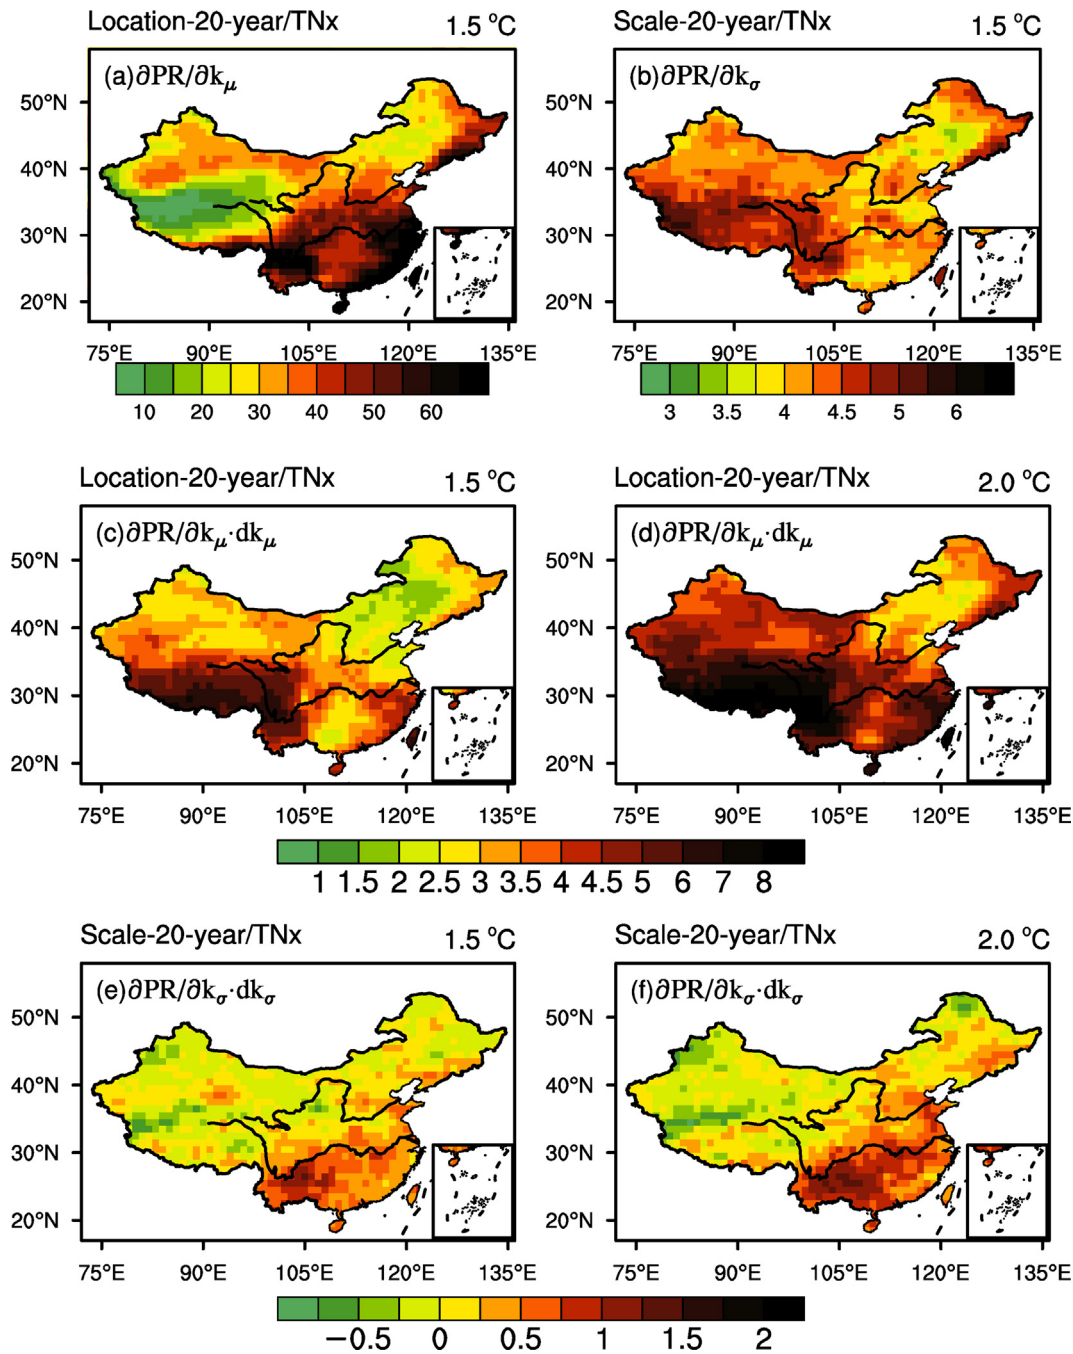 Location-20-year/TNx 1.5 °C Scale-20-year/TNx 1.5 °C
(a)∂PR/∂kμ (b)∂PR/∂kσ
50°N
40°N
30°N
20°N
75°E 90°E 105°E 120°E 135°E 75°E 90°E 105°E 120°E 135°E
10 20 30 40 50 60 3 3.5 4 4.5 5 6
Location-20-year/TNx 1.5 °C Location-20-year/TNx 2.0 °C
(c)∂PR/∂kμ·dkμ (d)∂PR/∂kμ·dkμ
50°N 50°N
40°N 40°N
30°N 30°N
20°N 20°N
75°E 90°E 105°E 120°E 135°E 75°E 90°E 105°E 120°E 135°E
1 1.5 2 2.5 3 3.5 4 4.5 5 6 7 8
Scale-20-year/TNx 1.5 °C Scale-20-year/TNx 2.0 °C
(e)∂PR/∂kσ·dkσ (f)∂PR/∂kσ·dkσ
50°N 50°N
40°N 40°N
30°N 30°N
20°N 20°N
75°E 90°E 105°E 120°E 135°E 75°E 90°E 105°E 120°E 135°E
−0.5 0 0.5 1 1.5 2